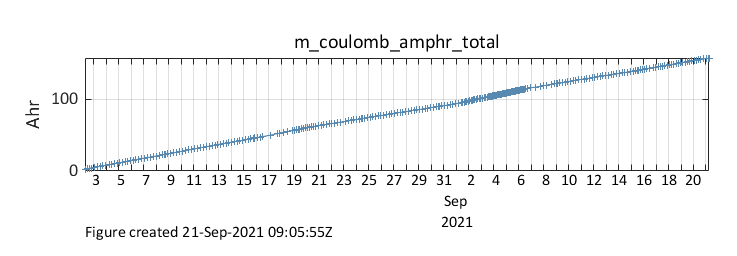 m_coulomb_amphr_total
Ahr
100
0
3 5 7 9 11 13 15 17 19 21 23 25 27 29 31 2 4 6 8 10 12 14 16 18 20
Sep
2021
Figure created 21-Sep-2021 09:05:55Z